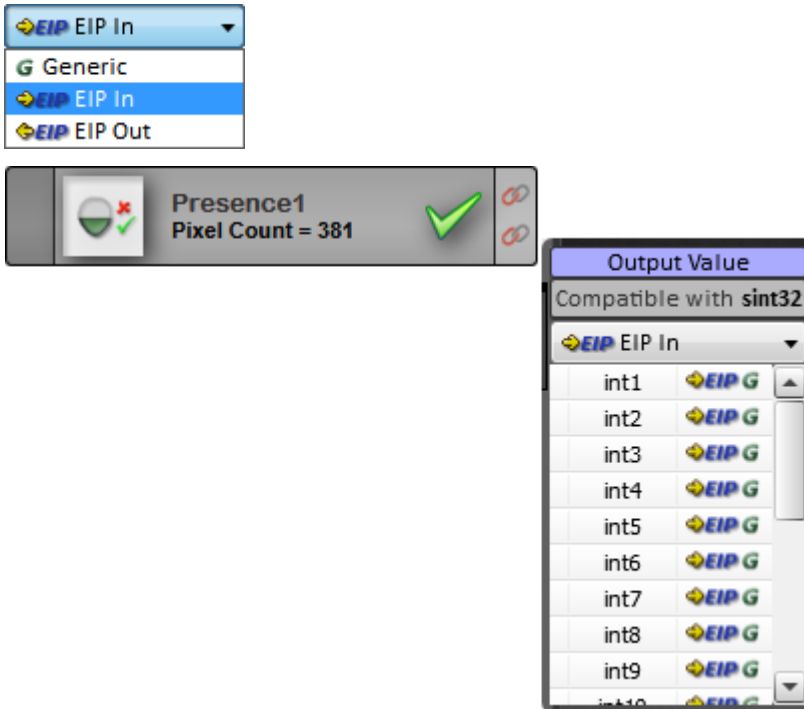 EIP EIP In
G Generic
EIP EIP In
EIP EIP Out
Presence1
Pixel Count = 381
Output Value
Compatible with sint32
EIP EIP In
int1 EIP G
int2 EIP G
int3 EIP G
int4 EIP G
int5 EIP G
int6 EIP G
int7 EIP G
int8 EIP G
int9 EIP G
int10 EIP G